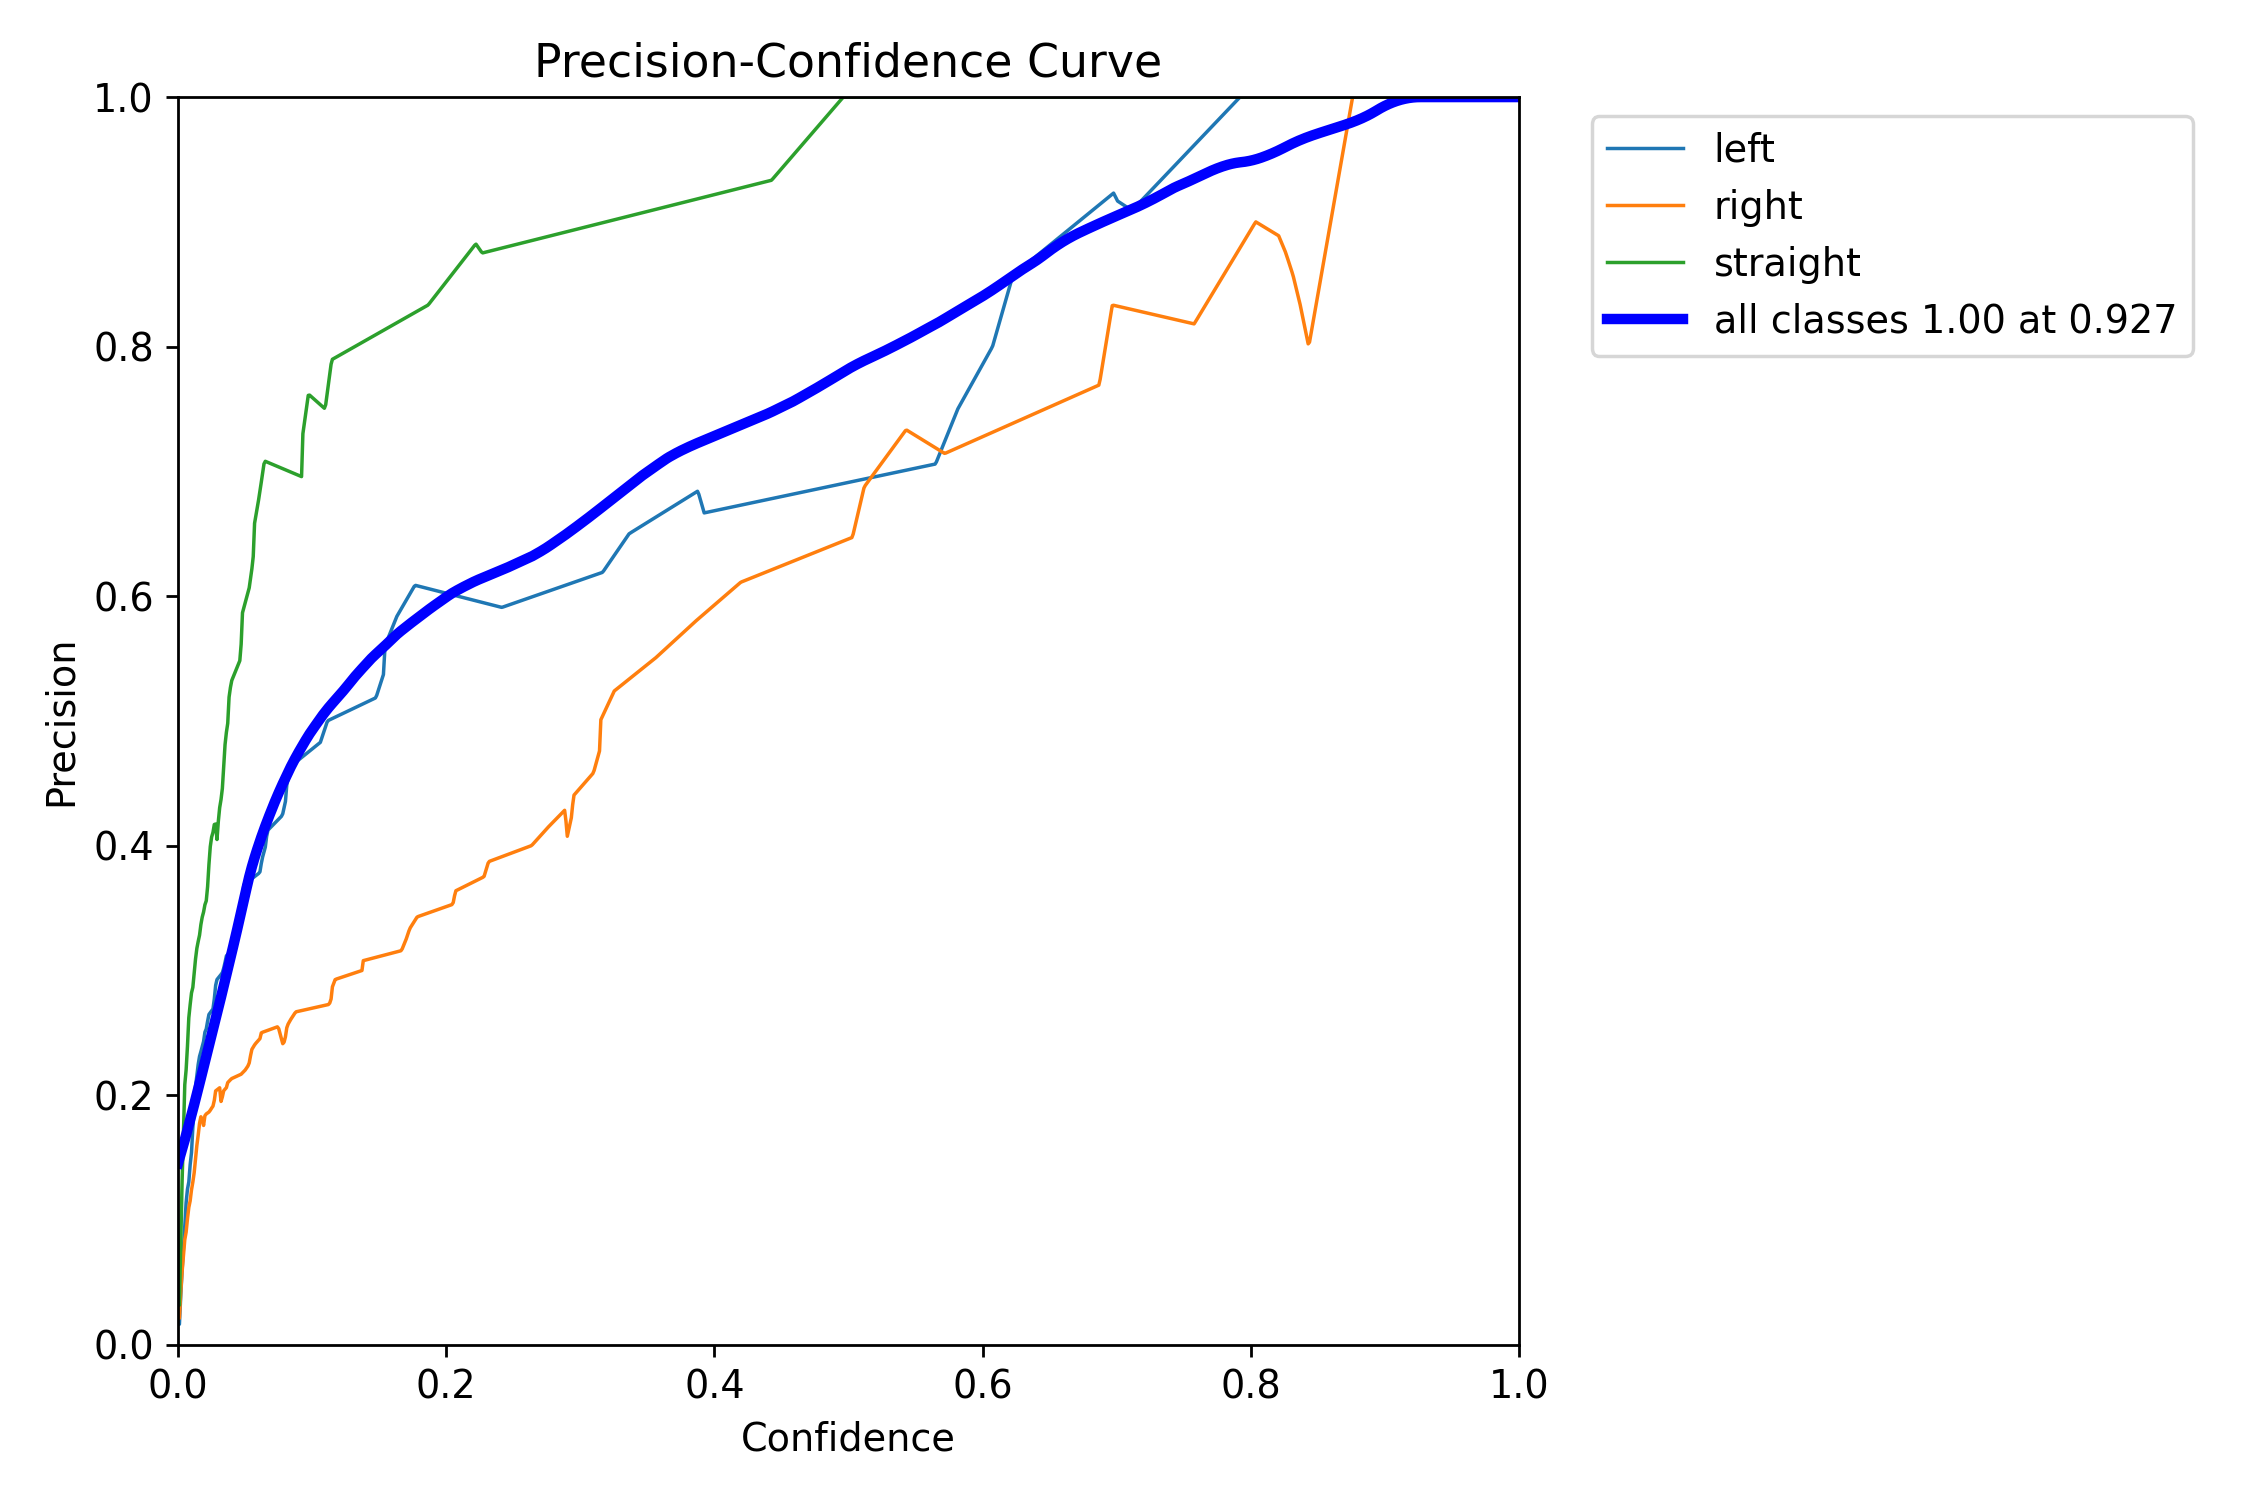 Precision-Confidence Curve
1.0
0.8
0.6
0.4
0.2
0.0
Precision
0.0 0.2 0.4 0.6 0.8 1.0
Confidence
left
right
straight
all classes 1.00 at 0.927